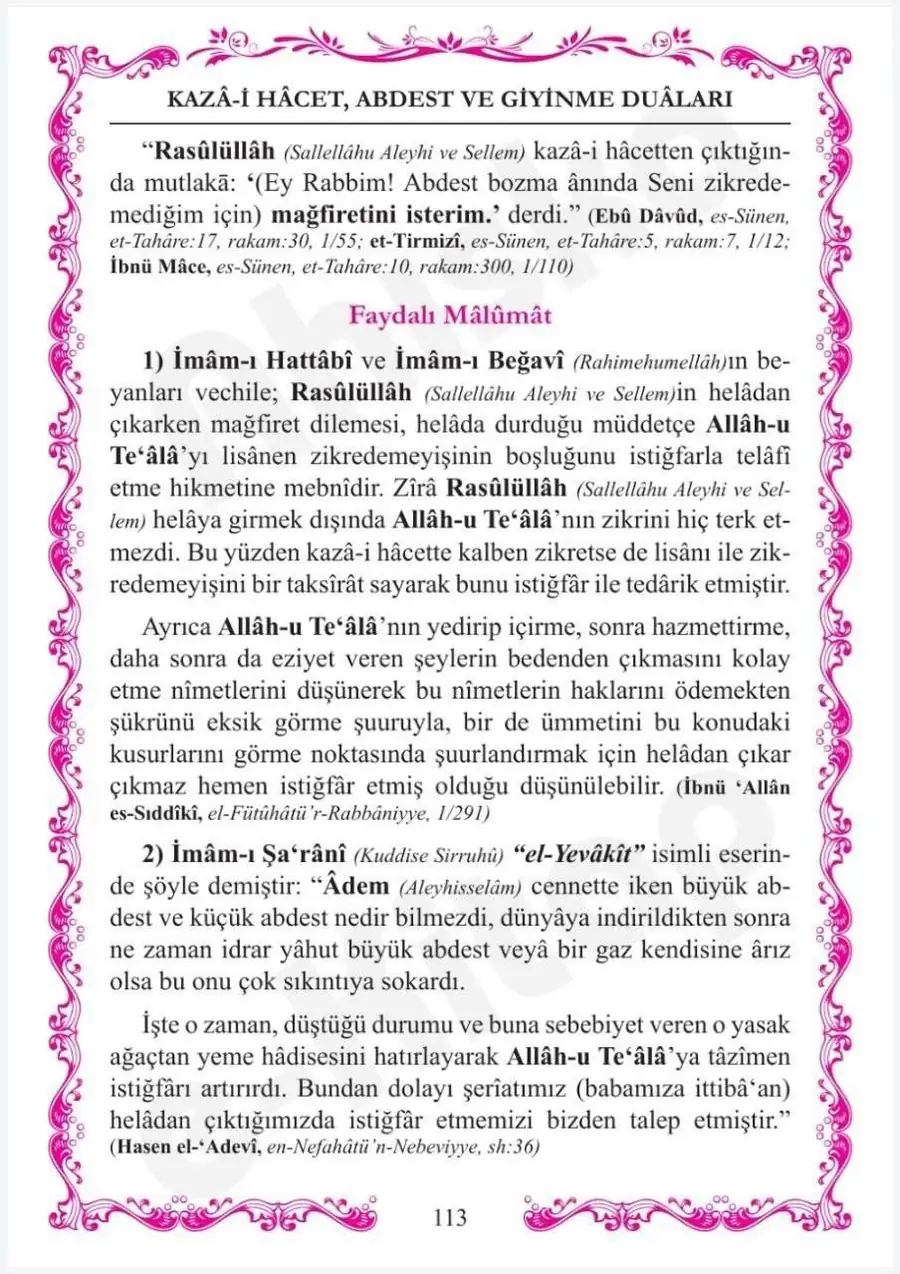 KAZÂ-İ HÂCET, ABDEST VE GİYİNME DUÂLARI
“Rasûlüllâh (Sallellâhu Aleyhi ve Sellem) kazâ-i hâcetten çıktığın-
da mutlakā: ‘(Ey Rabbim! Abdest bozma ânında Seni zikrede-
mediğim için) mağfiretini isterim.’ derdi.” (Ebû Dâvûd, es-Sünen,
et-Tahâre:17, rakam:30, 1/55; et-Tirmizî, es-Sünen, et-Tahâre:5, rakam:7, 1/12;
İbnü Mâce, es-Sünen, et-Tahâre:10, rakam:300, 1/110)
Faydalı Mâlûmât
1) İmâm-ı Hattâbî ve İmâm-ı Beğavî (Rahimehumellâh)ın be-
yanları vechile; Rasûlüllâh (Sallellâhu Aleyhi ve Sellem)in helâdan
çıkarken mağfiret dilemesi, helâda durduğu müddetçe Allâh-u
Te‘âlâ’yı lisânen zikredemeyişinin boşluğunu istiğfarla telâfî
etme hikmetine mebnîdir. Zîrâ Rasûlüllâh (Sallellâhu Aleyhi ve Sel-
lem) helâya girmek dışında Allâh-u Te‘âlâ’nın zikrini hiç terk et-
mezdi. Bu yüzden kazâ-i hâcette kalben zikretse de lisânı ile zik-
redemeyişini bir taksîrât sayarak bunu istiğfâr ile tedârik etmiştir.
Ayrıca Allâh-u Te‘âlâ’nın yedirip içirme, sonra hazmettirme,
daha sonra da eziyet veren şeylerin bedenden çıkmasını kolay
etme nîmetlerini düşünerek bu nîmetlerin haklarını ödemekten
şükrünü eksik görme şuuruyla, bir de ümmetini bu konudaki
kusurlarını görme noktasında şuurlandırmak için helâdan çıkar
çıkmaz hemen istiğfâr etmiş olduğu düşünülebilir. (İbnü ‘Allân
es-Sıddîkî, el-Fütûhâtü’r-Rabbâniyye, 1/291)
2) İmâm-ı Şa‘rânî (Kuddise Sirruhû) “el-Yevâkît” isimli eserin-
de şöyle demiştir: “Âdem (Aleyhisselâm) cennette iken büyük ab-
dest ve küçük abdest nedir bilmezdi, dünyâya indirildikten sonra
ne zaman idrar yâhut büyük abdest veyâ bir gaz kendisine ârız
olsa bu onu çok sıkıntıya sokardı.
İşte o zaman, düştüğü durumu ve buna sebebiyet veren o yasak
ağaçtan yeme hâdisesini hatırlayarak Allâh-u Te‘âlâ’ya tâzîmen
istiğfârı artırırdı. Bundan dolayı şerîatımız (babamıza ittibâ‘an)
helâdan çıktığımızda istiğfâr etmemizi bizden talep etmiştir.”
(Hasen el-‘Adevî, en-Nefahâtü’n-Nebeviyye, sh:36)
113